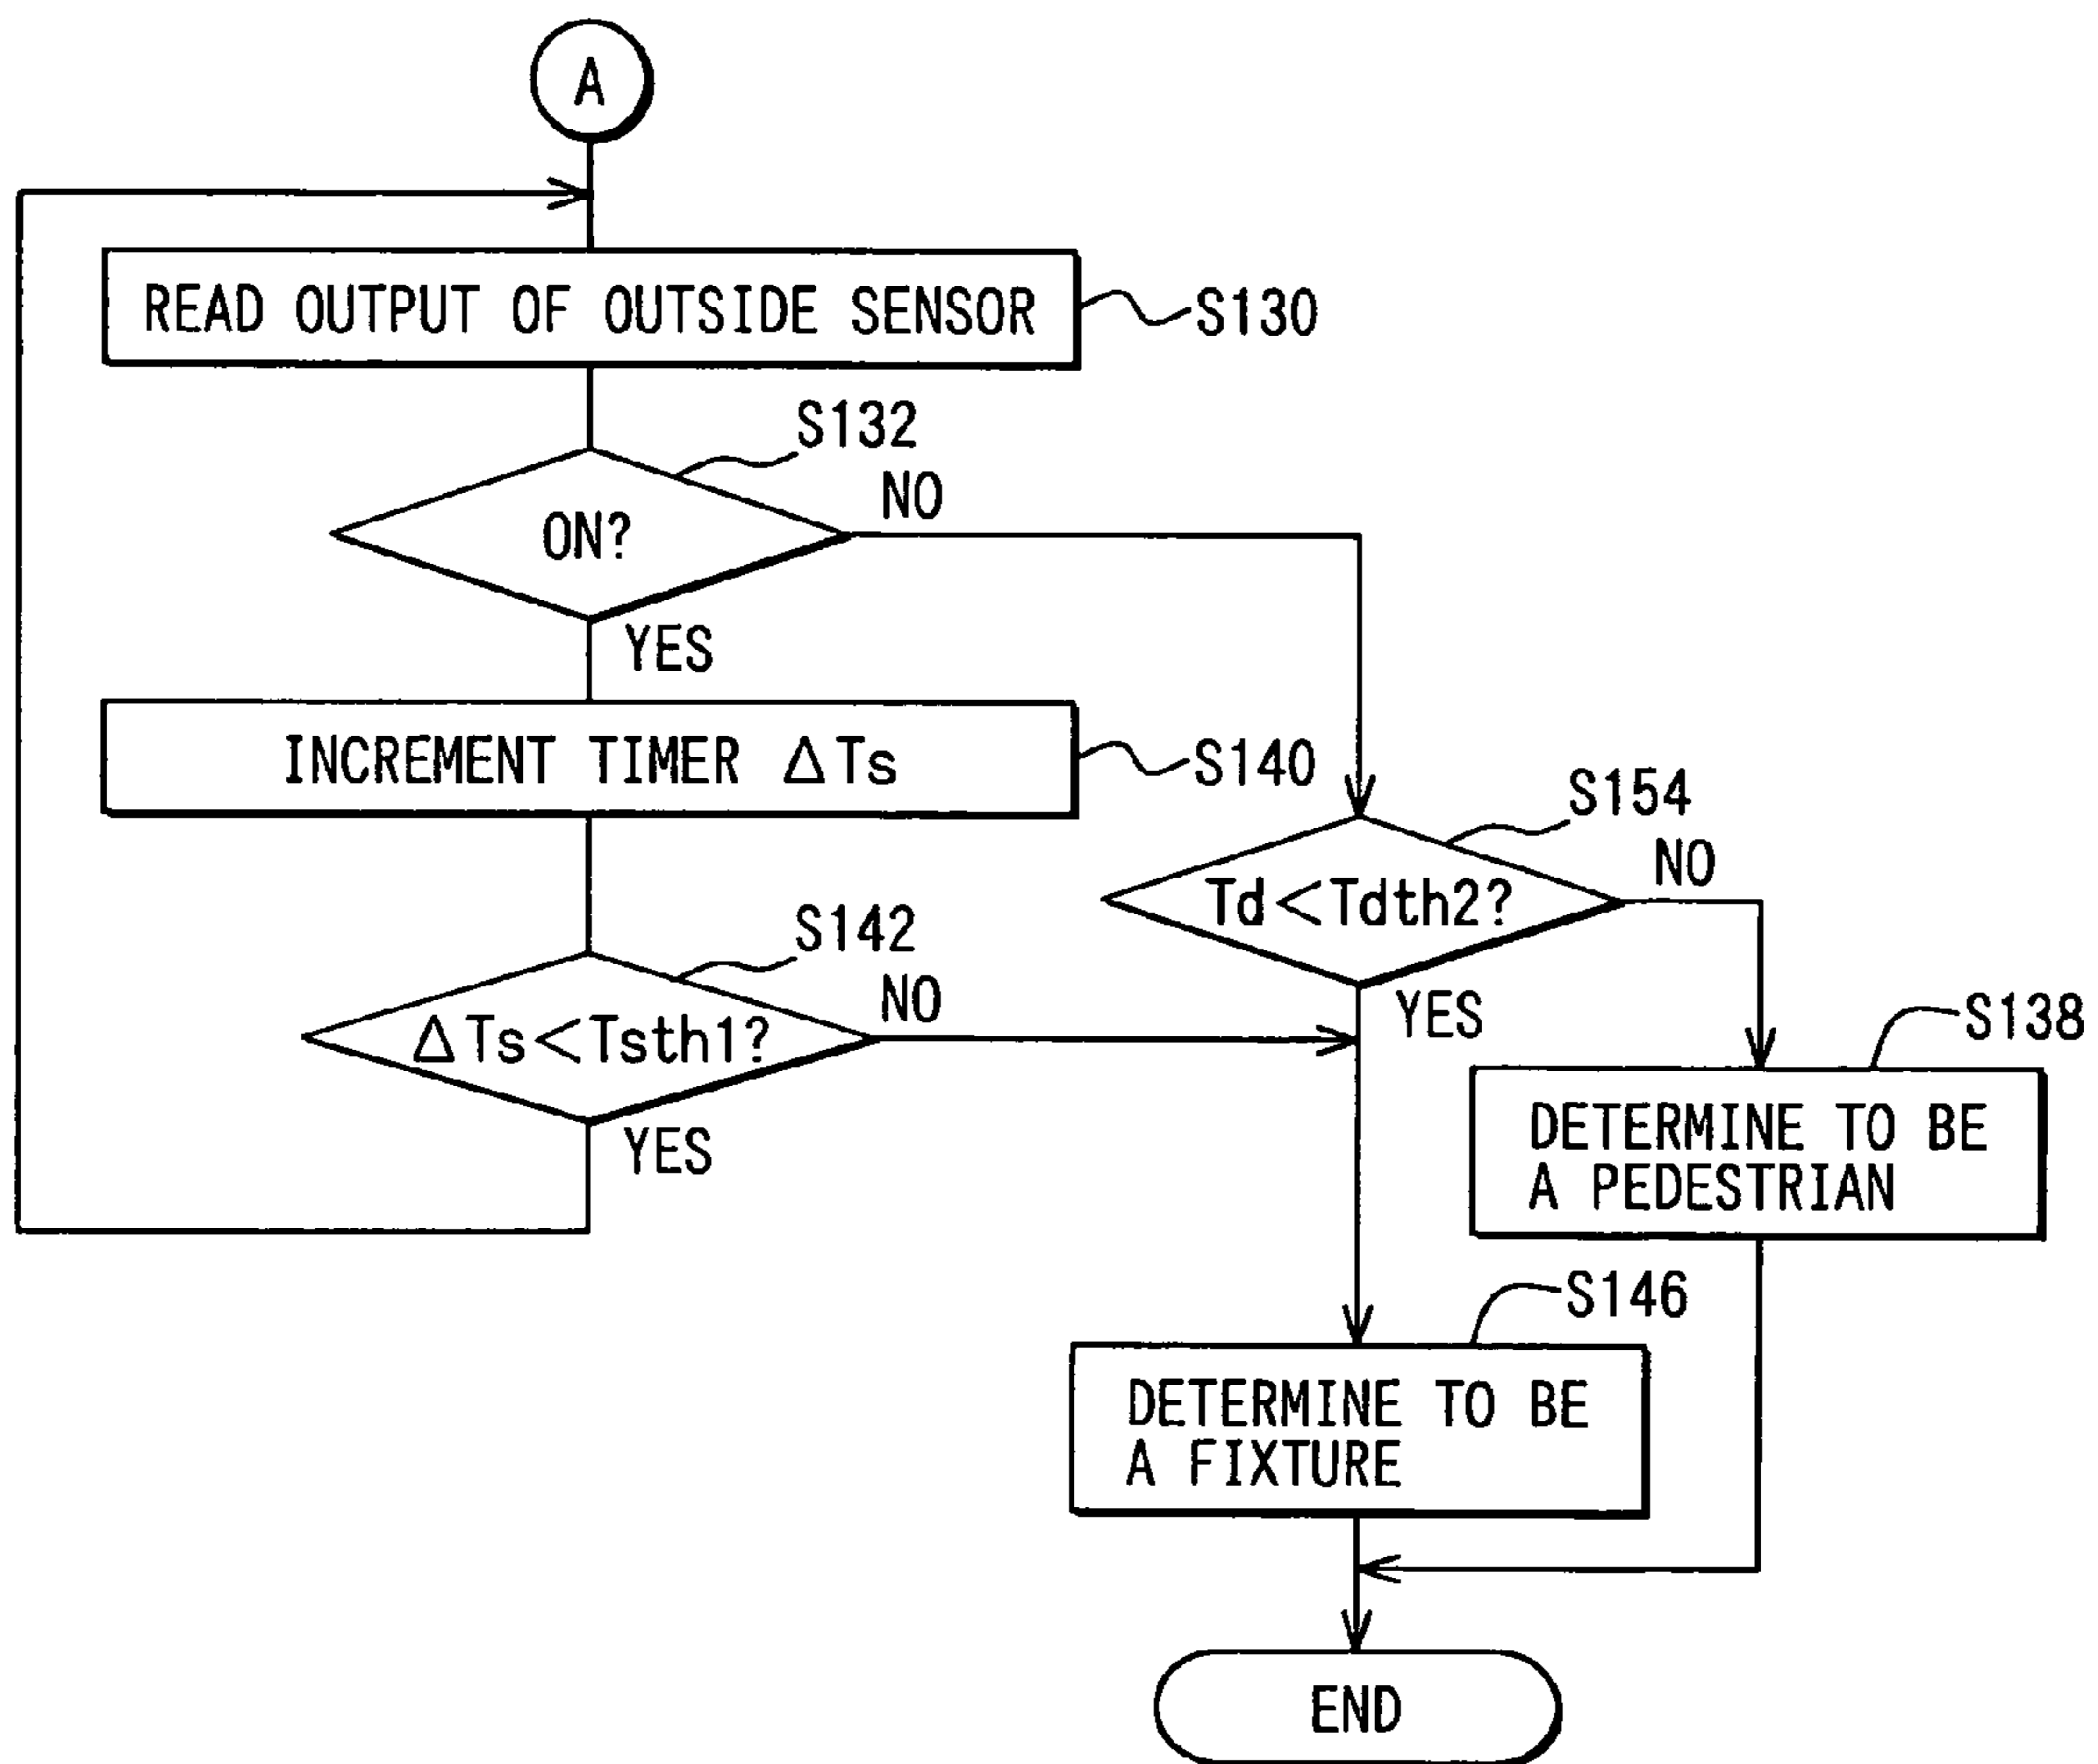 A
READ OUTPUT OF OUTSIDE SENSOR
S130
S132
ON?
NO
YES
INCREMENT TIMER ΔTs
S140
S142
ΔTs<Tsth1?
NO
YES
S154
Td<Tdth2?
NO
YES
S138
DETERMINE TO BE
A PEDESTRIAN
S146
DETERMINE TO BE
A FIXTURE
END